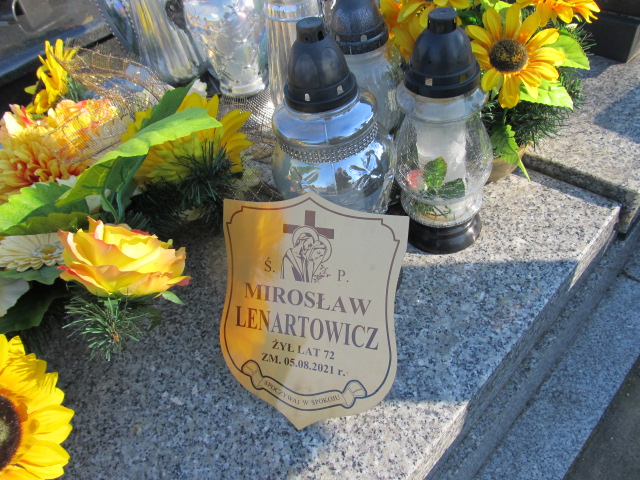 Ś. P.
MIROSŁAW
LENARTOWICZ
ŻYŁ LAT 72
ZM. 05.08.2021 r.
SPOCZYWAJ W SPOKOJU